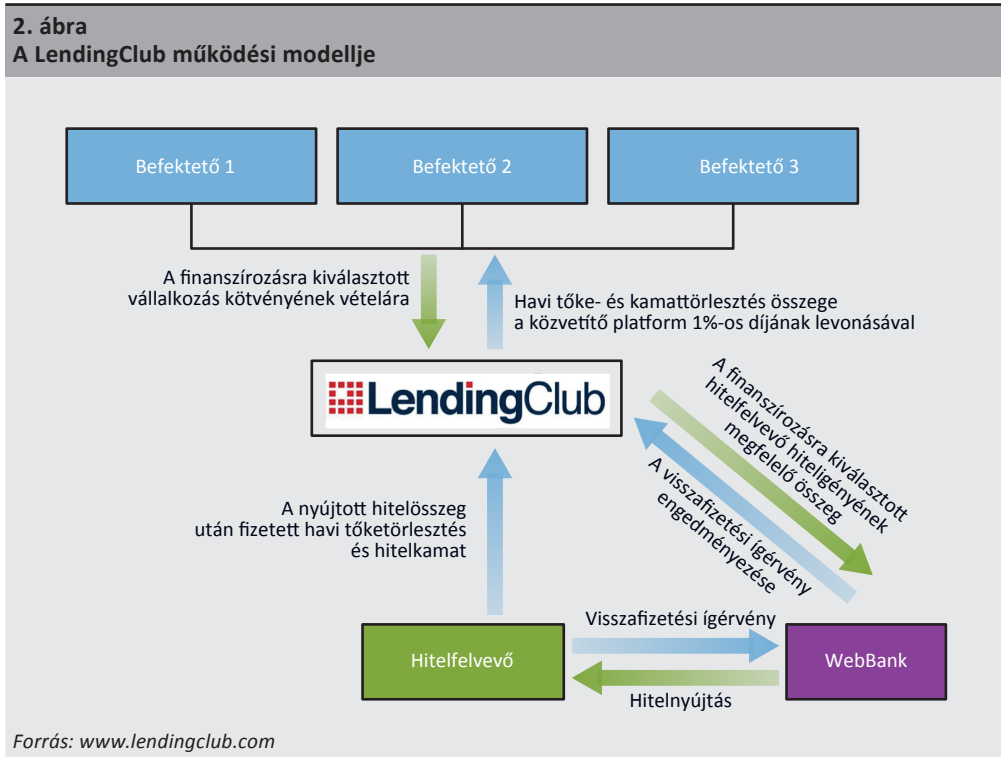 2. ábra
A LendingClub működési modellje
Befektető 1
Befektető 2
Befektető 3
A finanszírozásra kiválasztott
vállalkozás kötvényének vételára
Havi tőke- és kamattörlesztés összege
a közvetítő platform 1%-os díjának levonásával
LendingClub
A finanszírozásra kiválasztott
hitelfelvevő hiteligényének
megfelelő összeg
A visszafizetési ígérvény
engedményezése
A nyújtott hitelösszeg
után fizetett havi tőketörlesztés
és hitelkamat
Visszafizetési ígérvény
Hitelfelvevő
WebBank
Hitelnyújtás
Forrás: www.lendingclub.com